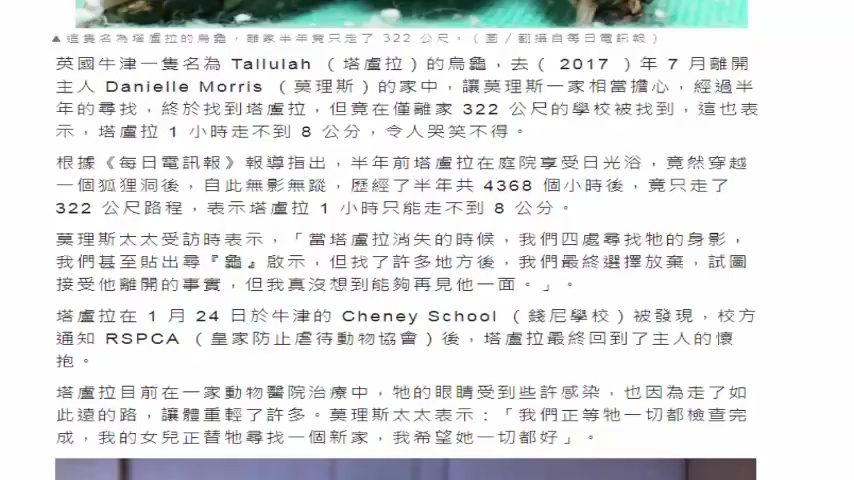 ▲這隻名為塔盧拉的烏龜，離家半年竟只走了 322 公尺。（圖／翻攝自每日電訊報）
英國牛津一隻名為 Tallulah （塔盧拉）的烏龜，去（ 2017 ）年 7 月離開
主人 Danielle Morris （莫理斯）的家中，讓莫理斯一家相當擔心，經過半
年的尋找，終於找到塔盧拉，但竟在僅離家 322 公尺的學校被找到，這也表
示，塔盧拉 1 小時走不到 8 公分，令人哭笑不得。
根據《每日電訊報》報導指出，半年前塔盧拉在庭院享受日光浴，竟然穿越
一個狐狸洞後，自此無影無蹤，歷經了半年共 4368 個小時後，竟只走了
322 公尺路程，表示塔盧拉 1 小時只能走不到 8 公分。
莫理斯太太受訪時表示，「當塔盧拉消失的時候，我們四處尋找牠的身影，
我們甚至貼出尋『龜』啟示，但找了許多地方後，我們最終選擇放棄，試圖
接受他離開的事實，但我真沒想到能夠再見他一面。」。
塔盧拉在 1 月 24 日於牛津的 Cheney School （錢尼學校）被發現，校方
通知 RSPCA （皇家防止虐待動物協會）後，塔盧拉最終回到了主人的懷
抱。
塔盧拉目前在一家動物醫院治療中，牠的眼睛受到些許感染，也因為走了如
此遠的路，讓體重輕了許多。莫理斯太太表示：「我們正等牠一切都檢查完
成，我的女兒正替牠尋找一個新家，我希望她一切都好」。